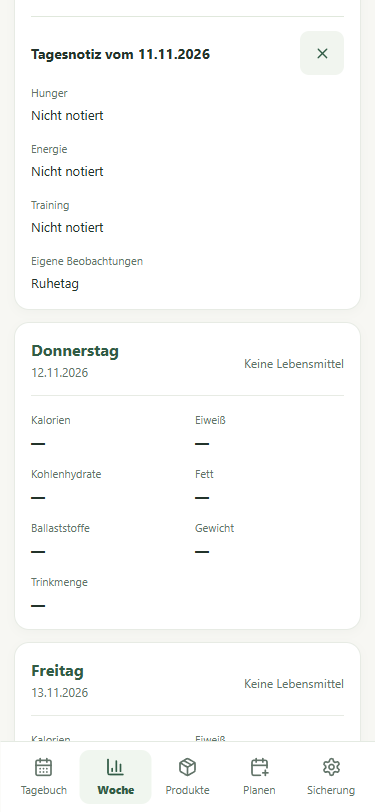 Tagesnotiz vom 11.11.2026
Hunger
Nicht notiert
Energie
Nicht notiert
Training
Nicht notiert
Eigene Beobachtungen
Ruhetag
Donnerstag
12.11.2026
Keine Lebensmittel
Kalorien
Eiweiß
—
—
Kohlenhydrate
Fett
—
—
Ballaststoffe
Gewicht
—
—
Trinkmenge
—
Freitag
13.11.2026
Keine Lebensmittel
Kalorien
Eiweiß
Tagebuch
Woche
Produkte
Planen
Sicherung